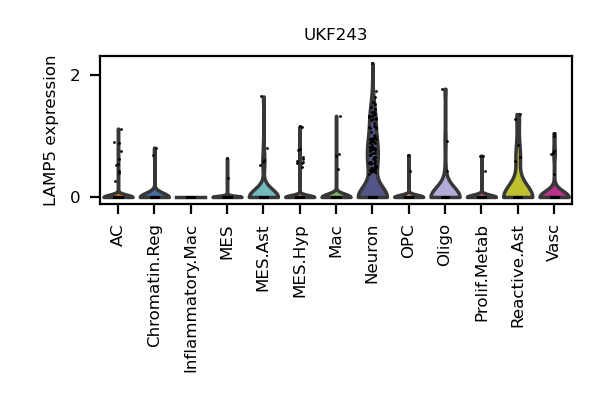 UKF243
LAMP5 expression
2
0
AC
Chromatin.Reg
Inflammatory.Mac
MES
MES.Ast
MES.Hyp
Mac
Neuron
OPC
Oligo
Prolif.Metab
Reactive.Ast
Vasc